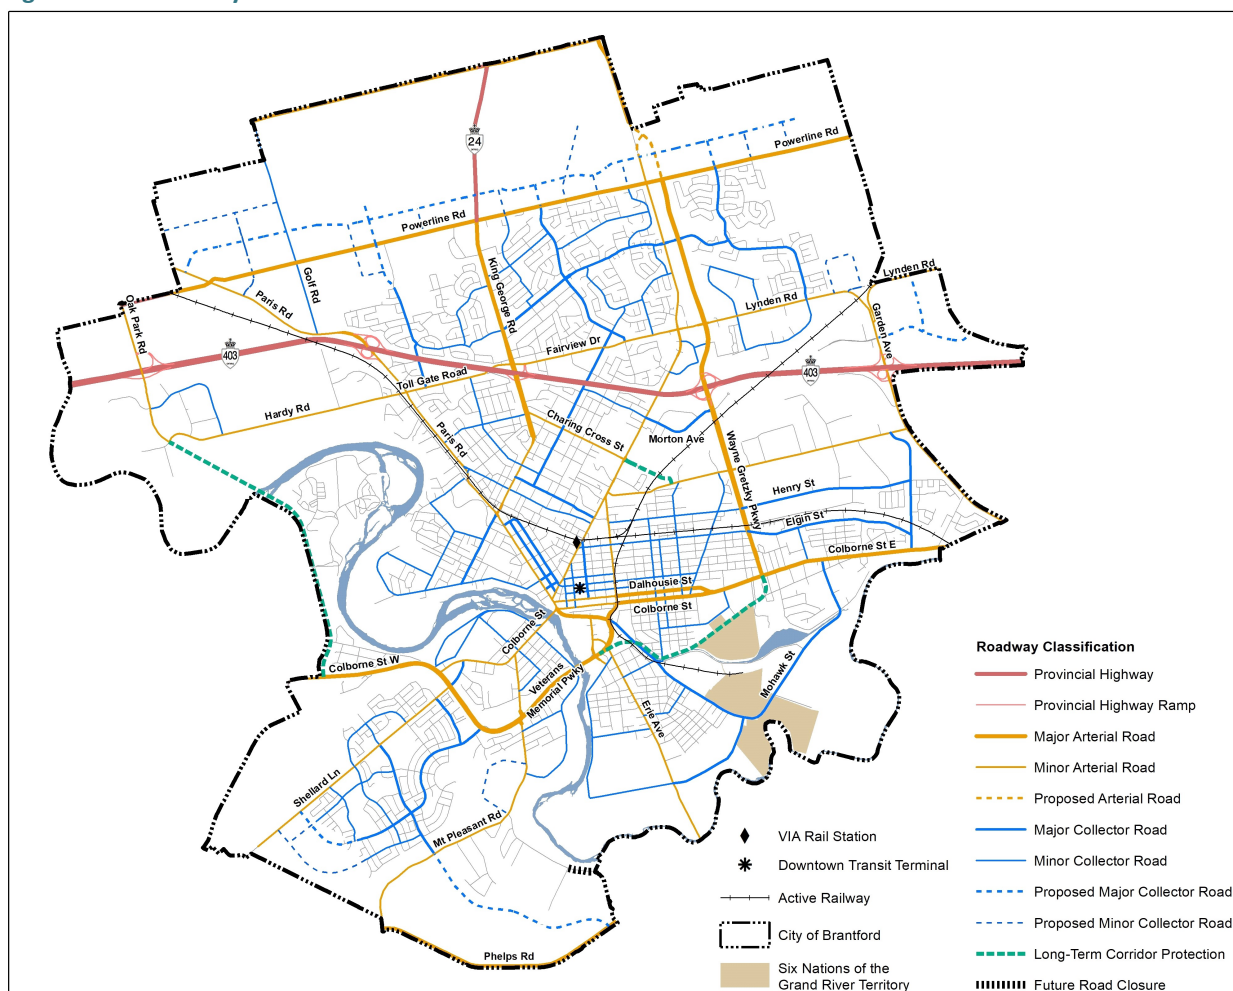 24
Powerline Rd
Powerline Rd
Lynden Rd
Golf Rd
King George Rd
Oak Park Rd
Paris Rd
Lynden Rd
Garden Ave
403
Fairview Dr
403
Toll Gate Road
Hardy Rd
Charing Cross St
Paris Rd
Morton Ave
Wayne Gretzky Pkwy
Henry St
Elgin St
Colborne St E
Dalhousie St
Colborne St
Colborne St
Colborne St W
Veterans
Memorial Pwky
Mohawk St
Erie Ave
Shellard Ln
Mt Pleasant Rd
Phelps Rd
VIA Rail Station
Downtown Transit Terminal
Active Railway
City of Brantford
Six Nations of the
Grand River Territory
Roadway Classification
Provincial Highway
Provincial Highway Ramp
Major Arterial Road
Minor Arterial Road
Proposed Arterial Road
Major Collector Road
Minor Collector Road
Proposed Major Collector Road
Proposed Minor Collector Road
Long-Term Corridor Protection
Future Road Closure